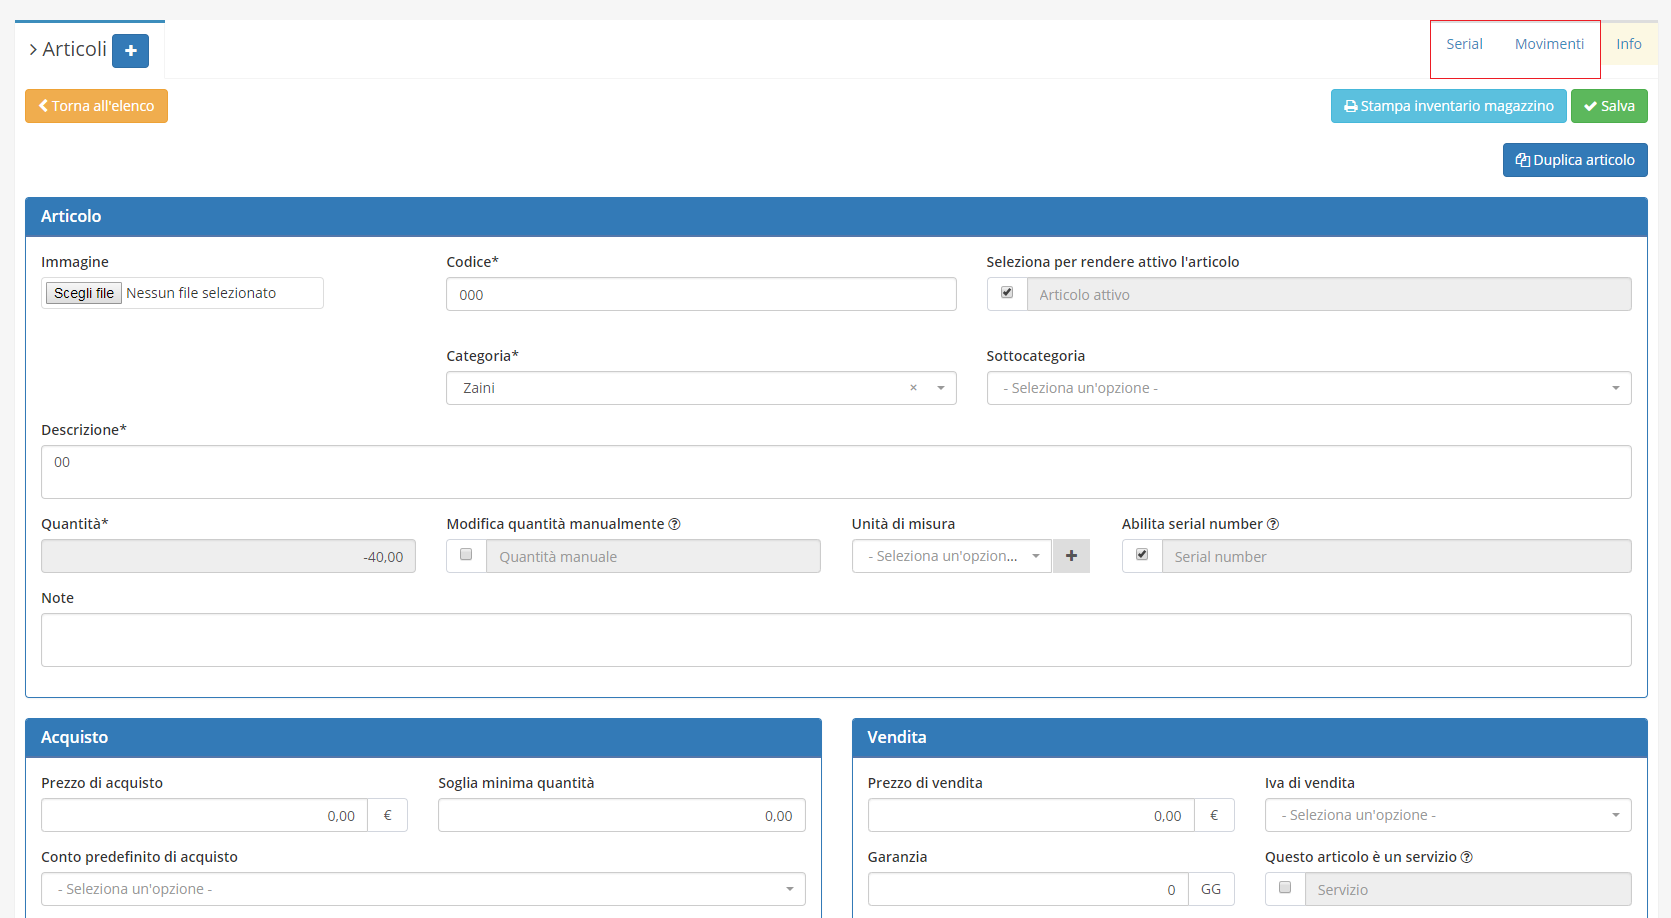 Articoli
Serial Movimenti Info
Torna all'elenco
Stampa inventario magazzino Salva
Duplica articolo
Articolo
Immagine Codice* Seleziona per rendere attivo l'articolo
Scegli file Nessun file selezionato 000 Articolo attivo
Categoria* Sottocategoria
Zaini × - Seleziona un'opzione -
Descrizione*
00
Quantità* Modifica quantità manualmente Unità di misura Abilita serial number
-40,00 Quantità manuale - Seleziona un'opzion... Serial number
Note
Acquisto Vendita
Prezzo di acquisto Soglia minima quantità Prezzo di vendita Iva di vendita
0,00 € 0,00 0,00 € - Seleziona un'opzione -
Conto predefinito di acquisto Garanzia Questo articolo è un servizio
- Seleziona un'opzione - 0 GG Servizio